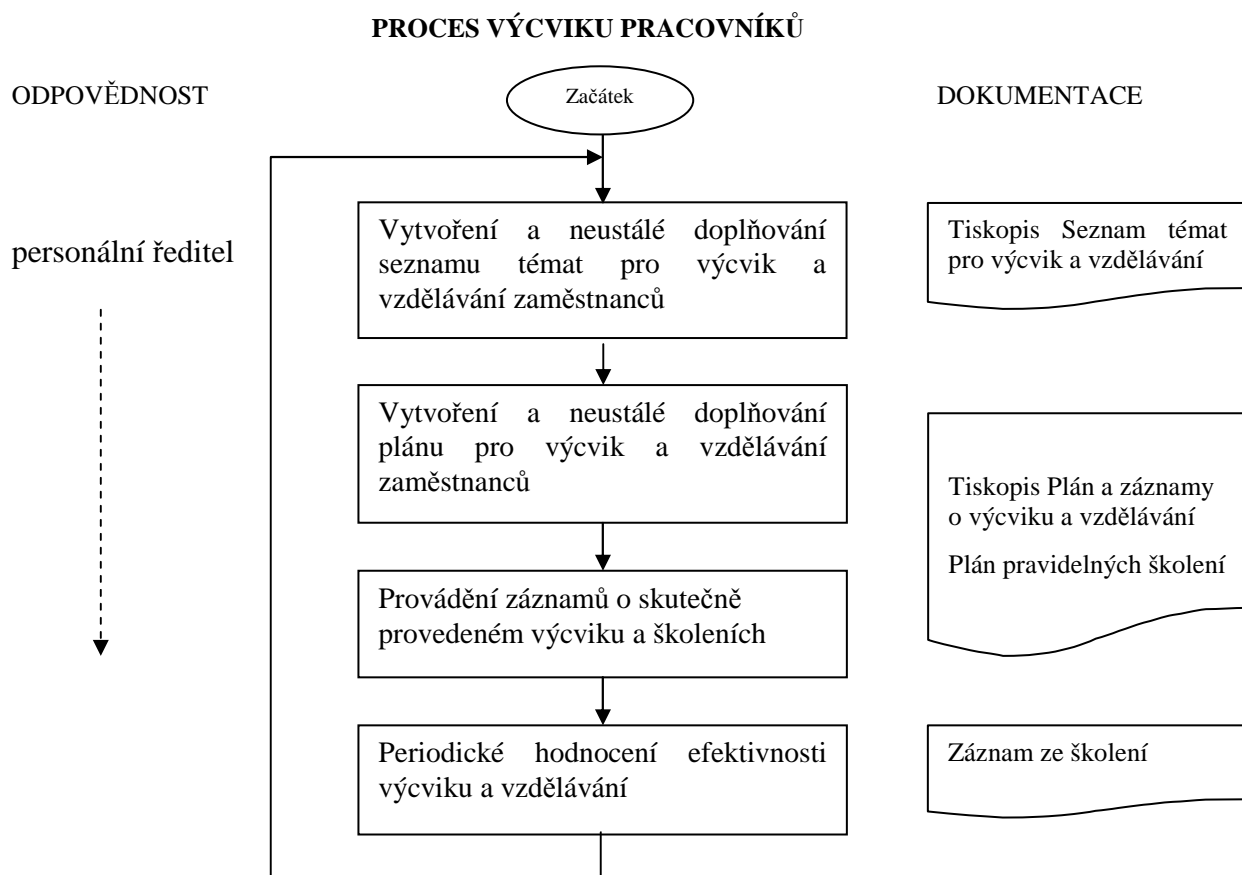 PROCES VÝCVIKU PRACOVNÍKŮ
ODPOVĚDNOST
Začátek
DOKUMENTACE
personální ředitel
Vytvoření a neustálé doplňování
seznamu témat pro výcvik a
vzdělávání zaměstnanců
Tiskopis Seznam témat
pro výcvik a vzdělávání
Vytvoření a neustálé doplňování
plánu pro výcvik a vzdělávání
zaměstnanců
Tiskopis Plán a záznamy
o výcviku a vzdělávání
Plán pravidelných školení
Provádění záznamů o skutečně
provedeném výcviku a školeních
Periodické hodnocení efektivnosti
výcviku a vzdělávání
Záznam ze školení